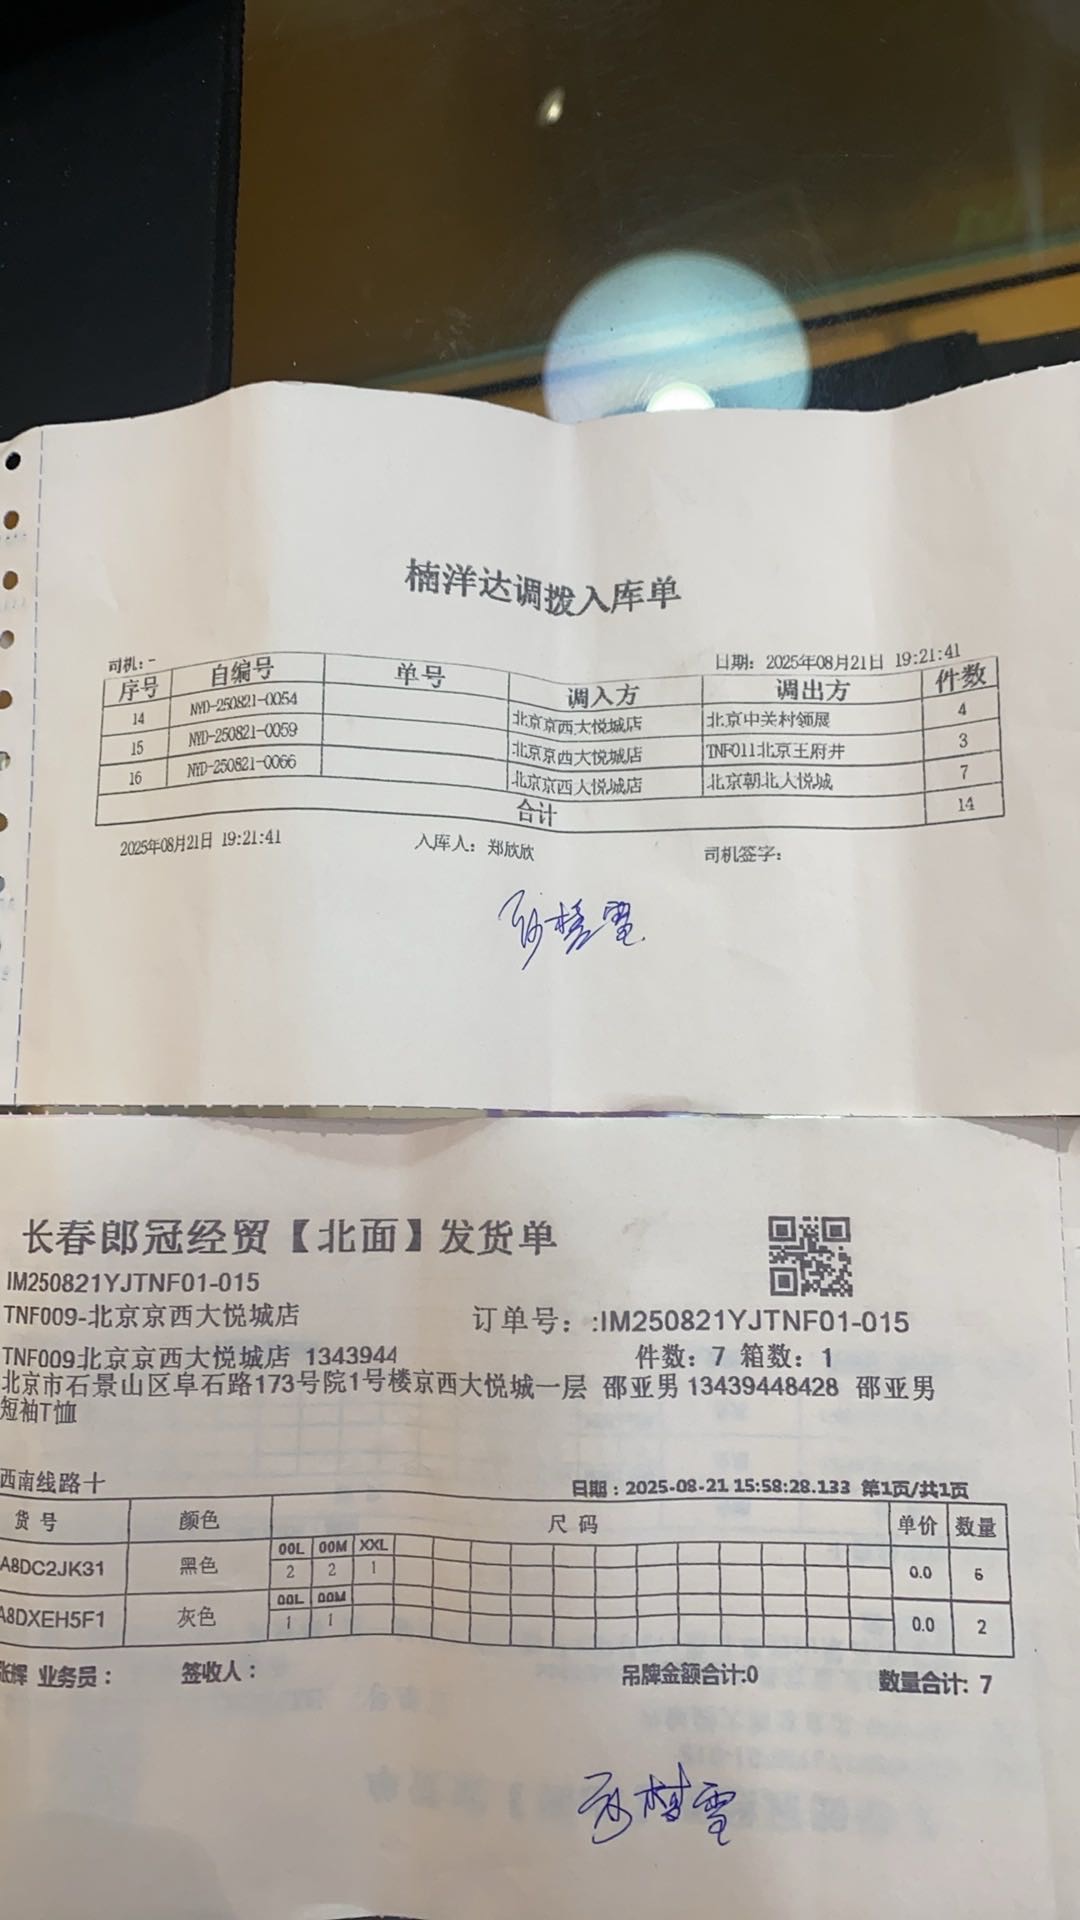 楠洋达调拨入库单
司机：-
日期：2025年08月21日 19:21:41
序号 自编号 单号 调入方 调出方 件数
14 NYD-250821-0054 北京京西大悦城店 北京中关村领展 4
15 NYD-250821-0059 北京京西大悦城店 TNF011北京王府井 3
16 NYD-250821-0066 北京京西大悦城店 北京朝北大悦城 7
合计 14
2025年08月21日 19:21:41 入库人：郑欣欣 司机签字：
长春郎冠经贸【北面】发货单
IM250821YJTNF01-015
TNF009-北京京西大悦城店 订单号：:IM250821YJTNF01-015
TNF009北京京西大悦城店 1343944 件数：7 箱数：1
北京市石景山区阜石路173号院1号楼京西大悦城一层 邵亚男 13439448428 邵亚男
短袖T恤
西南线路十 日期：2025-08-21 15:58:28.133 第1页/共1页
货号 颜色 尺码 单价 数量
00L 00M XXL
A8DC2JK31 黑色 2 2 1 0.0 5
00L 00M
A8DXEH5F1 灰色 1 1 0.0 2
张辉 业务员： 签收人： 吊牌金额合计:0 数量合计: 7